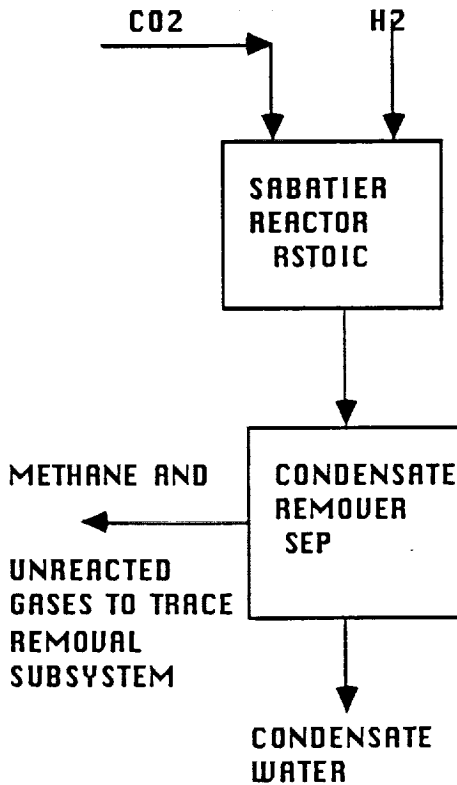 CO2
H2
SABATIER
REACTOR
RSTOIC
METHANE AND
UNREACTED
GASES TO TRACE
REMOVAL
SUBSYSTEM
CONDENSATE
REMOVER
SEP
CONDENSATE
WATER